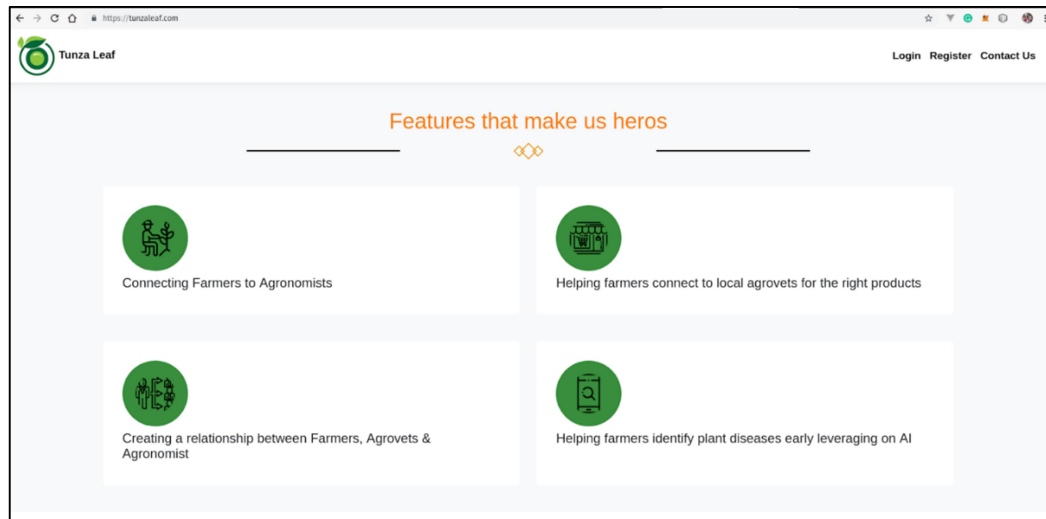 https://tunzaleaf.com
Tunza Leaf
Login Register Contact Us
Features that make us heros
Connecting Farmers to Agronomists
Helping farmers connect to local agrovets for the right products
Creating a relationship between Farmers, Agrovets &
Agronomist
Helping farmers identify plant diseases early leveraging on AI